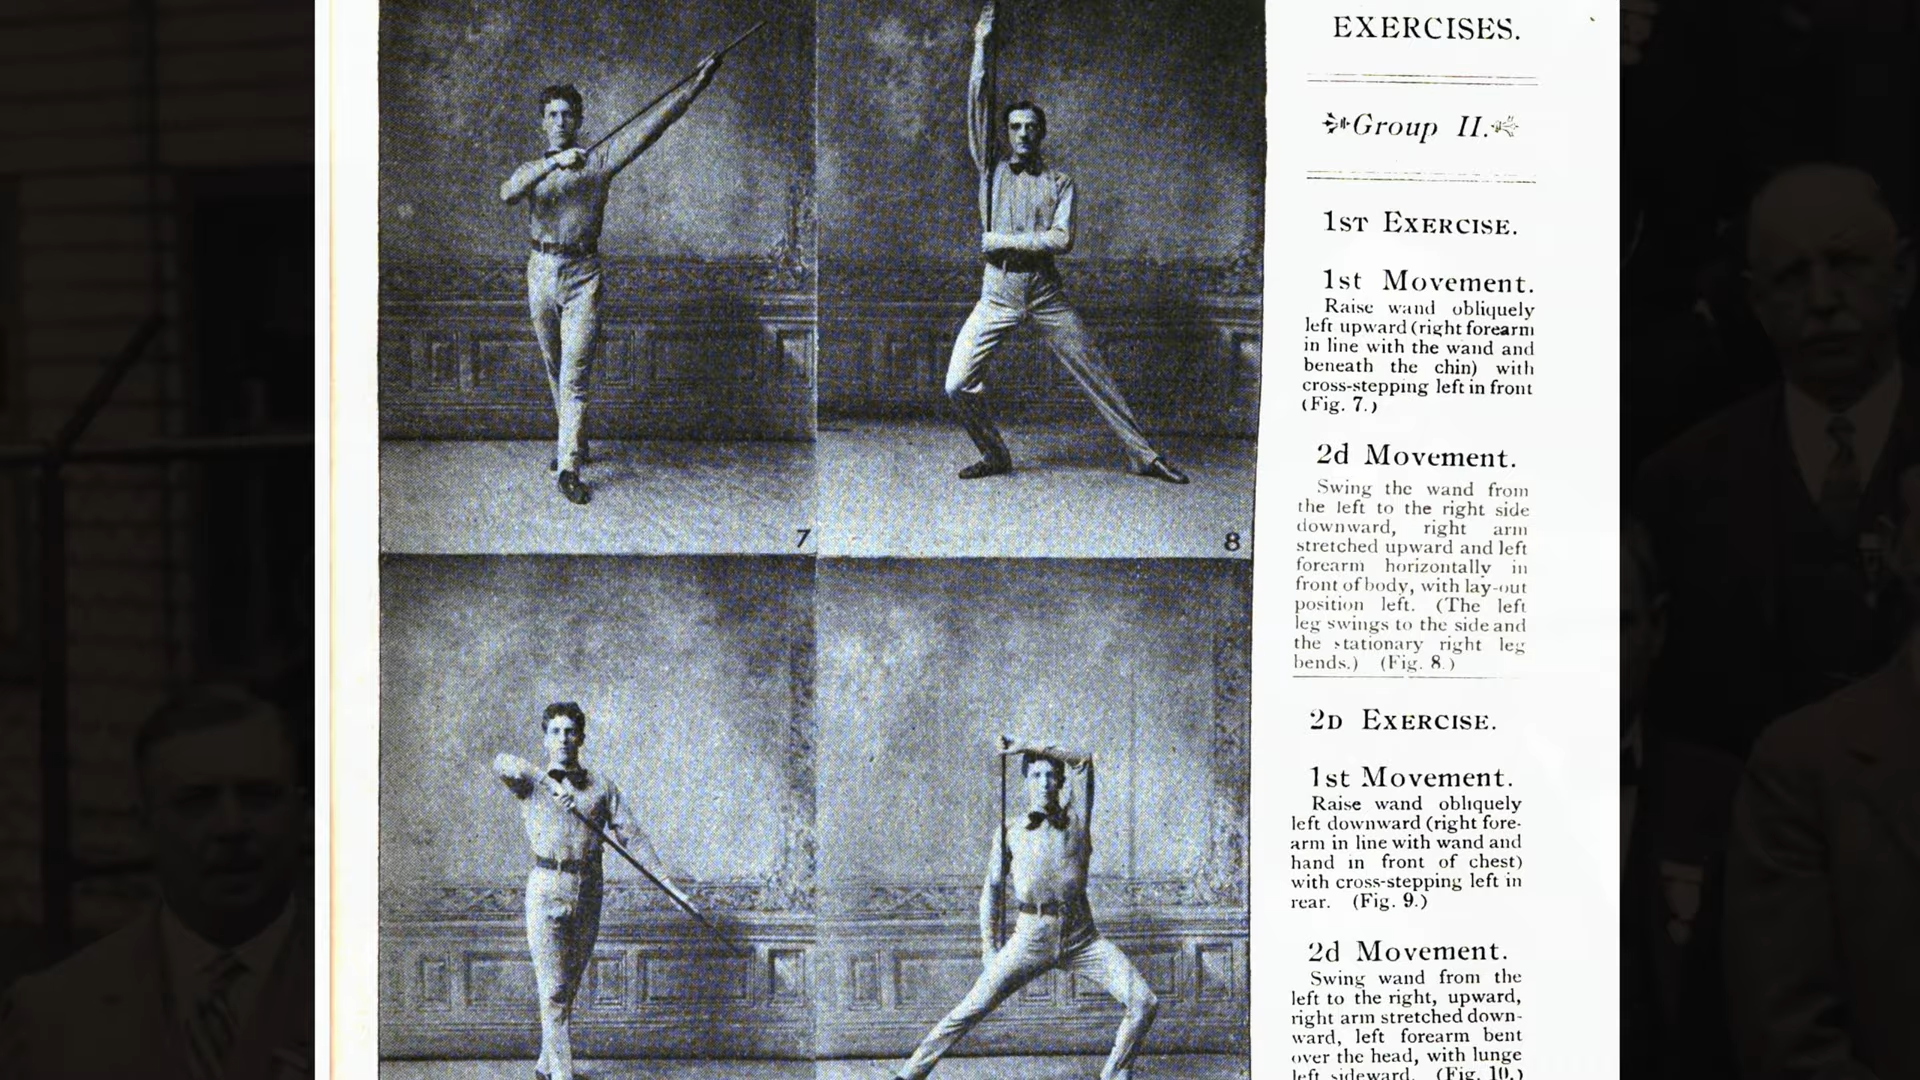 EXERCISES.
Group II.
1ST EXERCISE.
1st Movement.
Raise wand obliquely
left upward (right forearm
in line with the wand and
beneath the chin) with
cross-stepping left in front
(Fig. 7.)
2d Movement.
Swing the wand from
the left to the right side
downward, right arm
stretched upward and left
forearm horizontally in
front of body, with lay-out
position left. (The left
leg swings to the side and
the stationary right leg
bends.) (Fig. 8.)
2D EXERCISE.
1st Movement.
Raise wand obliquely
left downward (right fore-
arm in line with wand and
hand in front of chest)
with cross-stepping left in
rear. (Fig. 9.)
2d Movement.
Swing wand from the
left to the right, upward,
right arm stretched down-
ward, left forearm bent
over the head, with lunge
left sideward. (Fig. 10.)
7
8